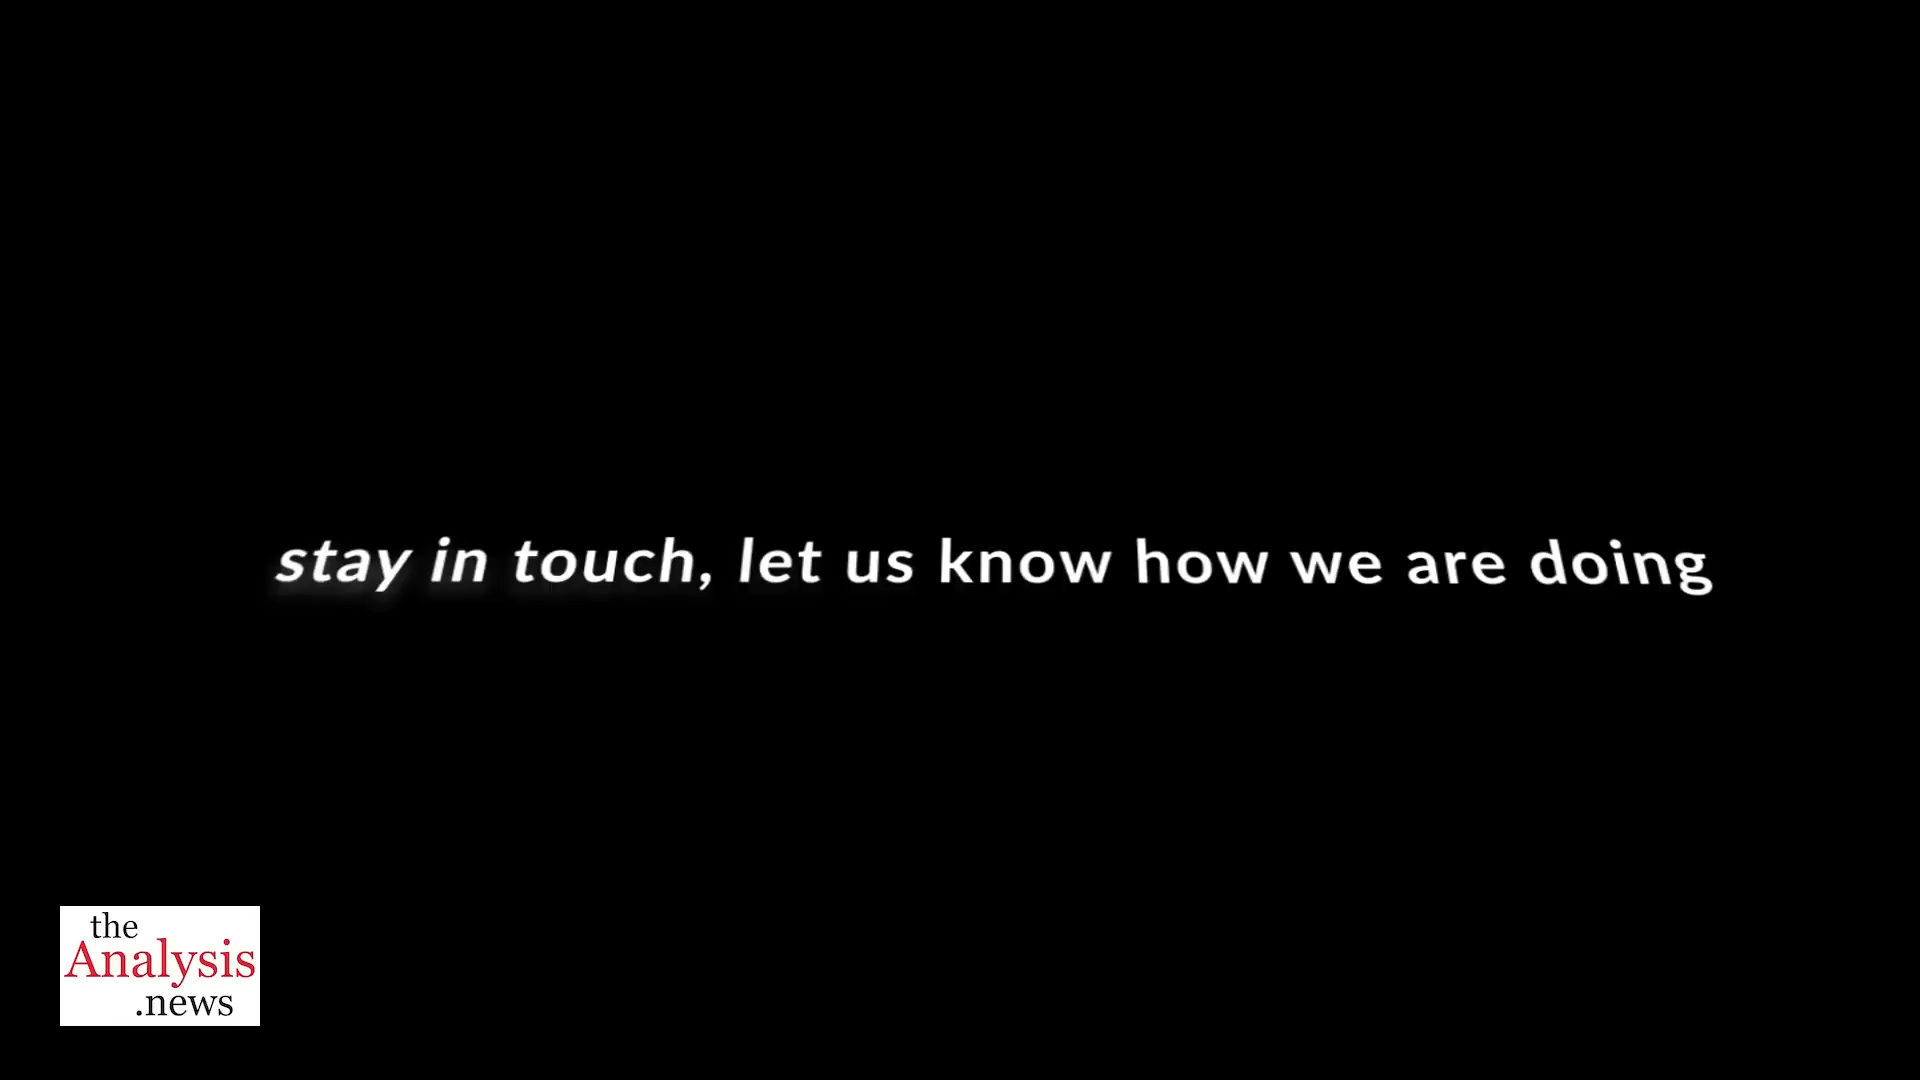 stay in touch, let us know how we are doing
the
Analysis
.news